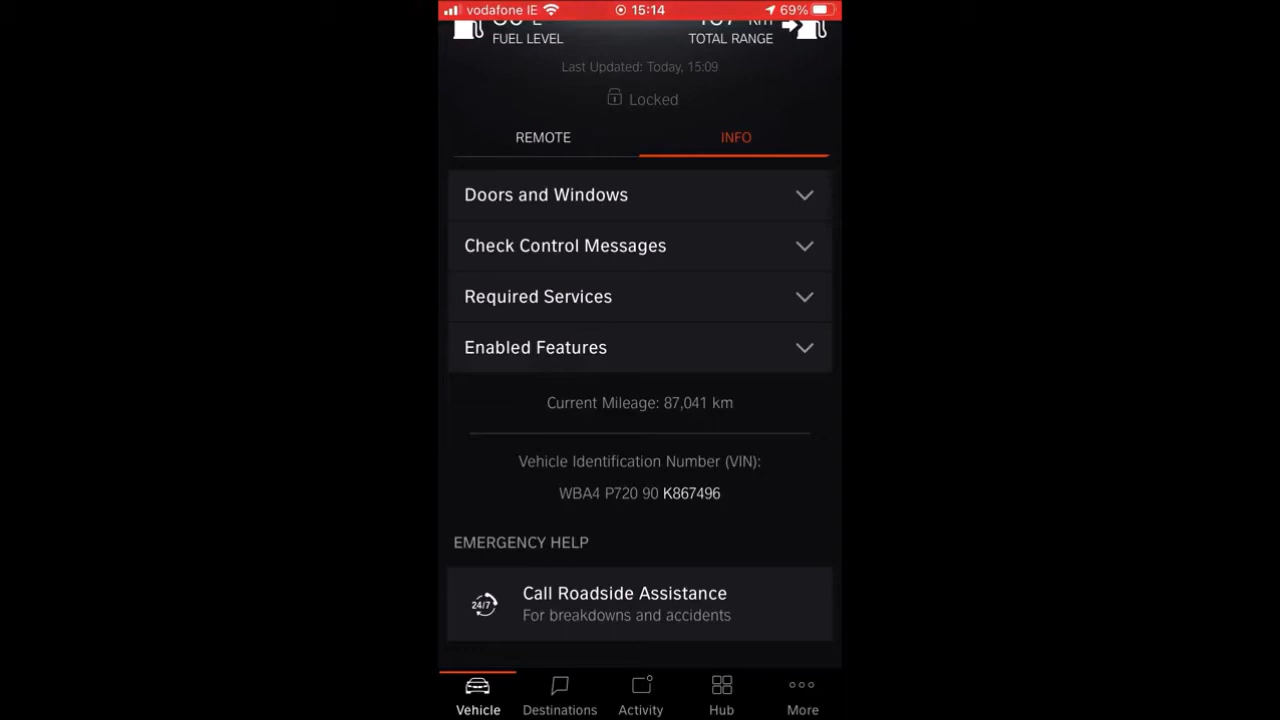 vodafone IE 15:14 69%
FUEL LEVEL TOTAL RANGE
Last Updated: Today, 15:09
Locked
REMOTE INFO
Doors and Windows
Check Control Messages
Required Services
Enabled Features
Current Mileage: 87,041 km
Vehicle Identification Number (VIN):
WBA4 P720 90 K867496
EMERGENCY HELP
24/7
Call Roadside Assistance
For breakdowns and accidents
Vehicle Destinations Activity Hub More